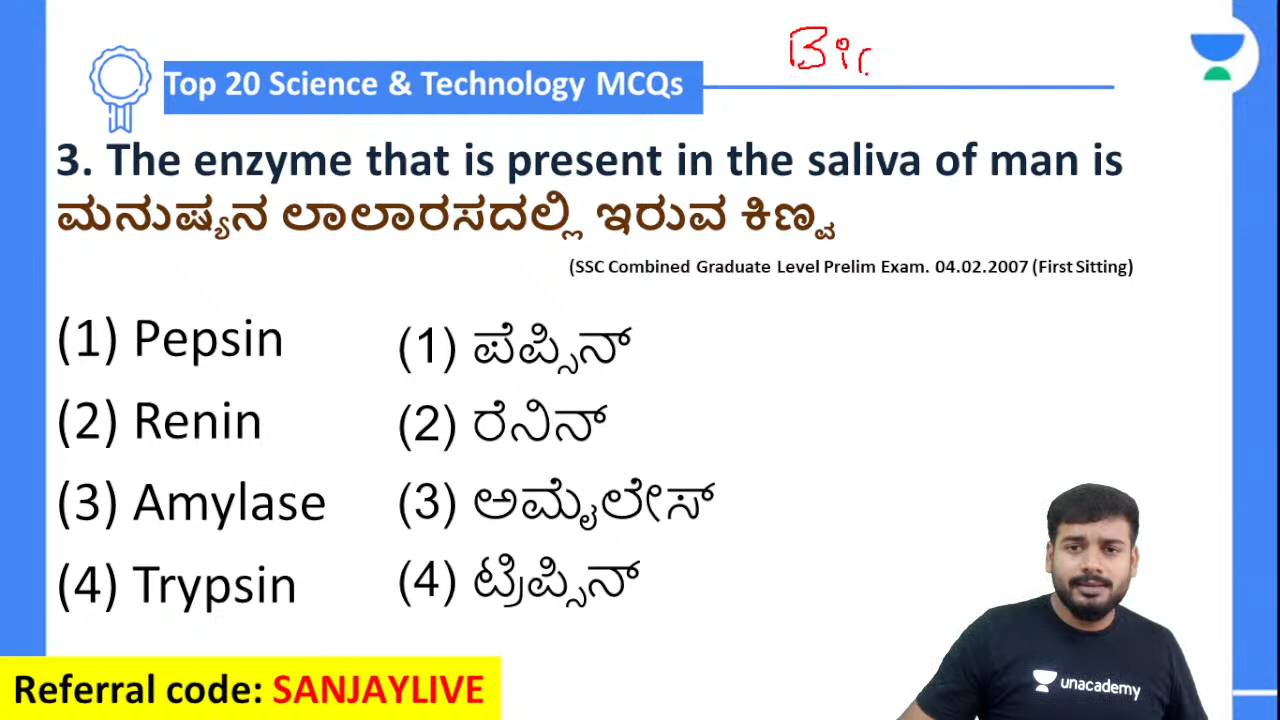 Bio
Top 20 Science & Technology MCQs
3. The enzyme that is present in the saliva of man is
ಮನುಷ್ಯನ ಲಾಲಾರಸದಲ್ಲಿ ಇರುವ ಕಿಣ್ವ
(SSC Combined Graduate Level Prelim Exam. 04.02.2007 (First Sitting)
(1) Pepsin (1) ಪೆಪ್ಸಿನ್
(2) Renin (2) ರೆನಿನ್
(3) Amylase (3) ಅಮೈಲೇಸ್
(4) Trypsin (4) ಟ್ರಿಪ್ಸಿನ್
unacademy
Referral code: SANJAYLIVE